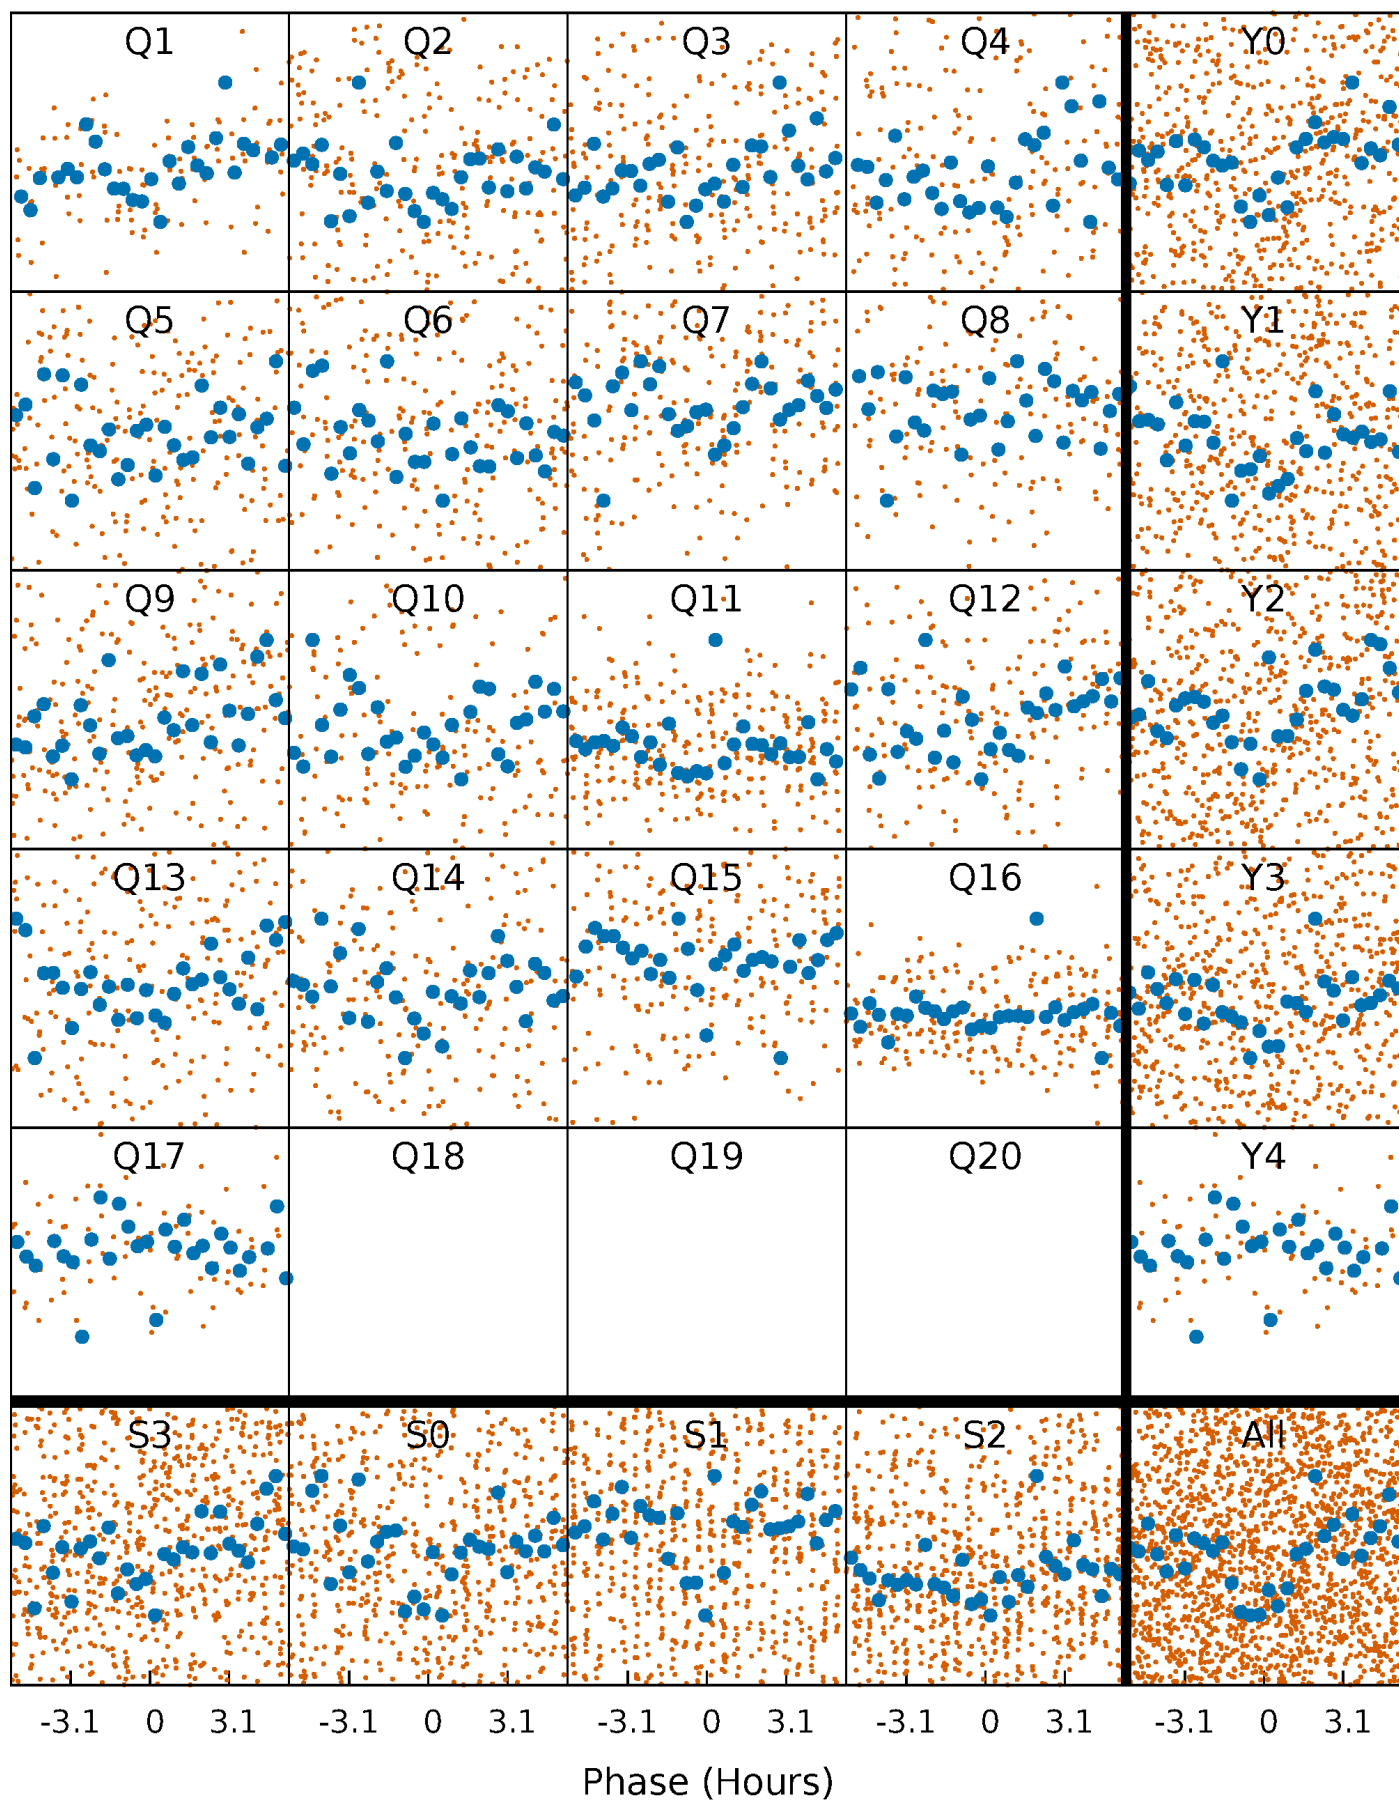 Q1 Q2 Q3 Q4 Y0
Q5 Q6 Q7 Q8 Y1
Q9 Q10 Q11 Q12 Y2
Q13 Q14 Q15 Q16 Y3
Q17 Q18 Q19 Q20 Y4
S3 S0 S1 S2 All
-3.1 0 3.1 -3.1 0 3.1 -3.1 0 3.1 -3.1 0 3.1 -3.1 0 3.1
Phase (Hours)